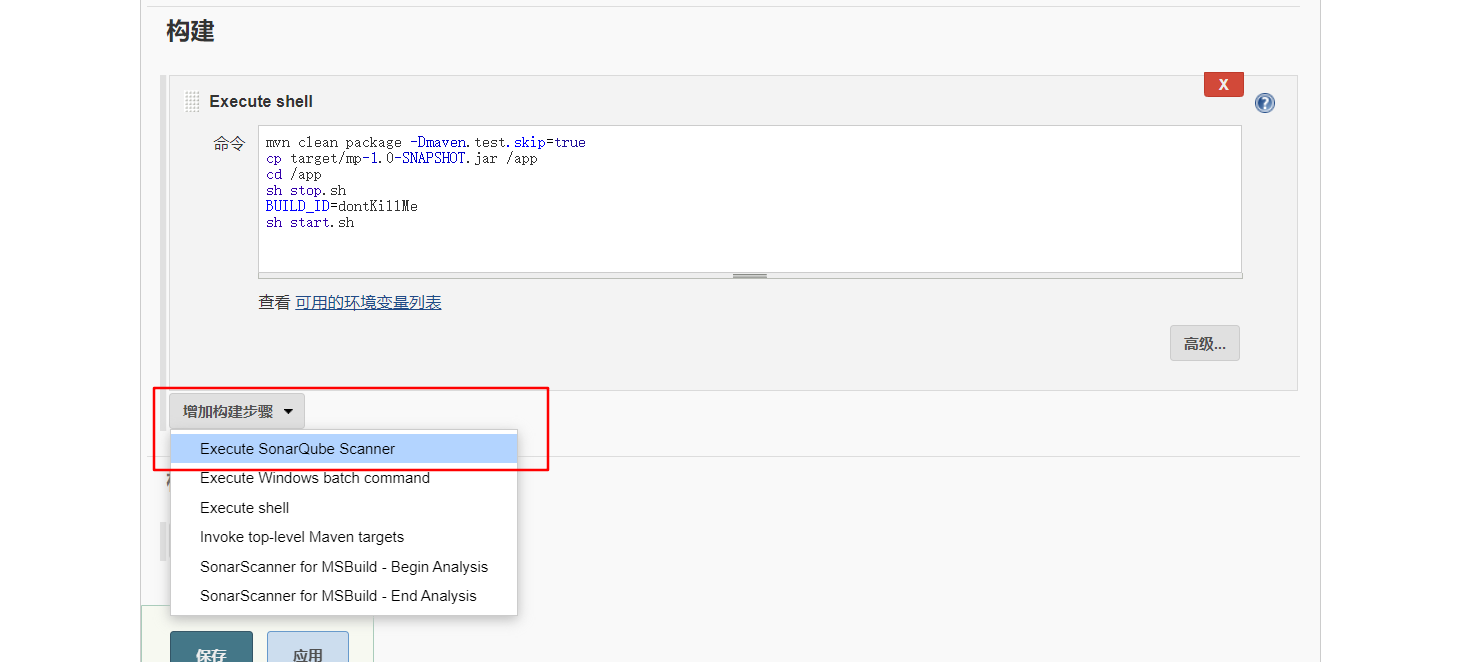 构建
X
Execute shell
命令
mvn clean package -Dmaven.test.skip=true
cp target/mp-1.0-SNAPSHOT.jar /app
cd /app
sh stop.sh
BUILD_ID=dontKillMe
sh start.sh
查看 可用的环境变量列表
高级...
增加构建步骤
Execute SonarQube Scanner
Execute Windows batch command
Execute shell
Invoke top-level Maven targets
SonarScanner for MSBuild - Begin Analysis
SonarScanner for MSBuild - End Analysis
保存 应用